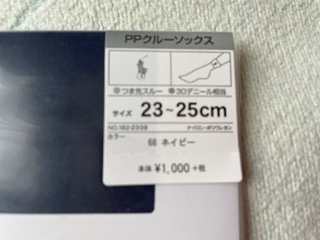 PPクルーソックス
※つま先スルー ※30デニール相当
サイズ 23~25cm
NO.182-2338 ナイロン・ポリウレタン
カラー
68 ネイビー
本体 ¥1,000 +税